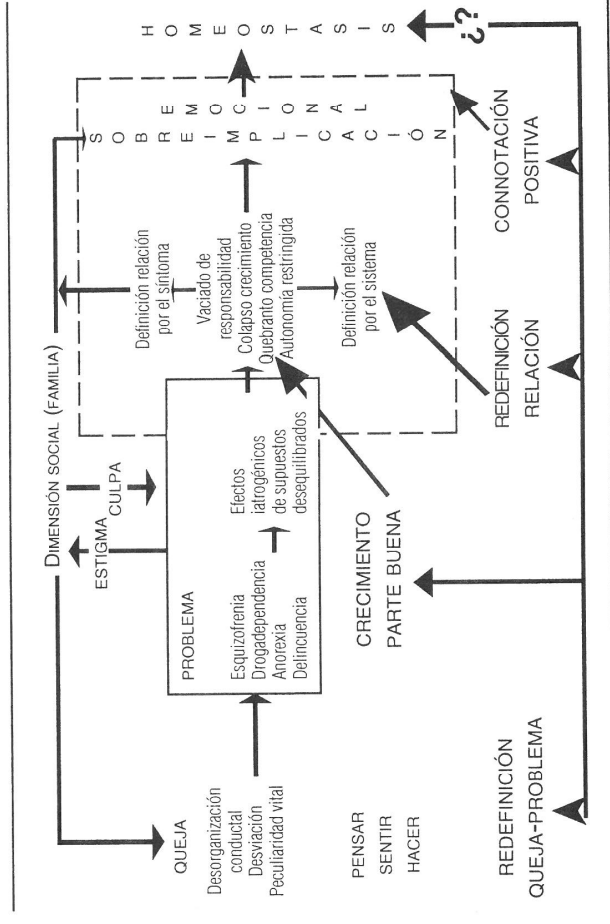 DIMENSIÓN SOCIAL (FAMILIA)
ESTIGMA
CULPA
QUEJA
Desorganización
conductal
Desviación
Peculiaridad vital
PENSAR
SENTIR
HACER
PROBLEMA
Esquizofrenia
Drogadependencia
Anorexia
Delincuencia
Efectos
iatrogénicos
de supuestos
desequilibrados
Definición relación
por el síntoma
Vaciado de
responsabilidad
Colapso crecimiento
Quebranto competencia
Autonomía restringida
Definición relación
por el sistema
SOBREIMPLICACIÓN
EMOCIONAL
HOMEOSTASIS
¿?
REDEFINICIÓN
QUEJA-PROBLEMA
CRECIMIENTO
PARTE BUENA
REDEFINICIÓN
RELACIÓN
CONNOTACIÓN
POSITIVA